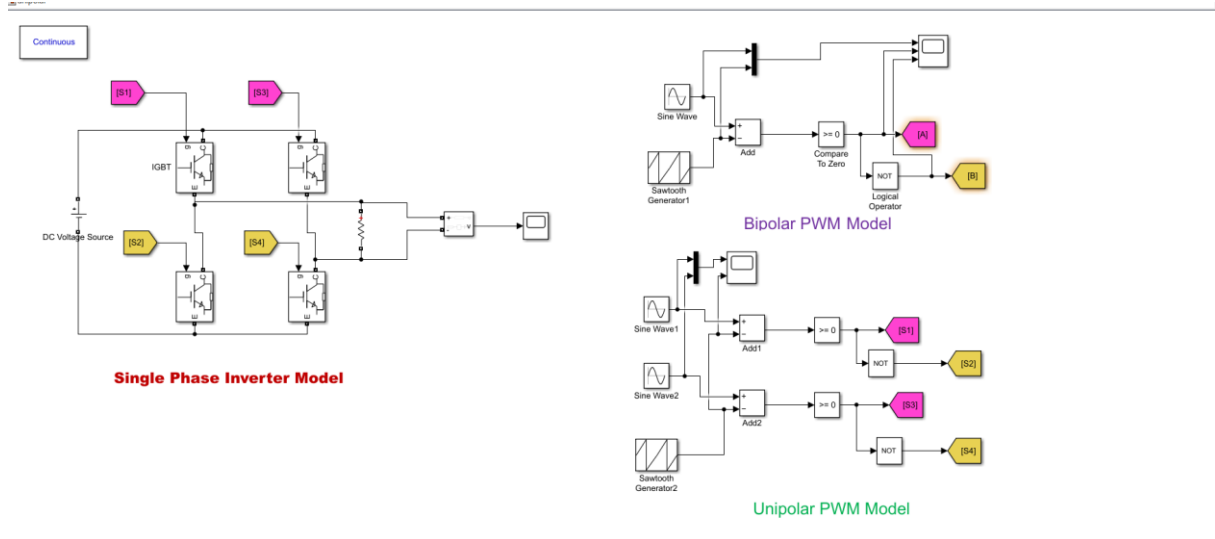 Continuous
[S1]
[S3]
IGBT
g
C
E
g
C
E
DC Voltage Source
+
[S2]
[S4]
g
C
E
g
C
E
+
-
v
Single Phase Inverter Model
Sine Wave
+
−
Add
>= 0
Compare
To Zero
[A]
NOT
Logical
Operator
[B]
Sawtooth
Generator1
Bipolar PWM Model
Sine Wave1
+
−
Add1
>= 0
[S1]
NOT
[S2]
Sine Wave2
+
−
Add2
>= 0
[S3]
NOT
[S4]
Sawtooth
Generator2
Unipolar PWM Model